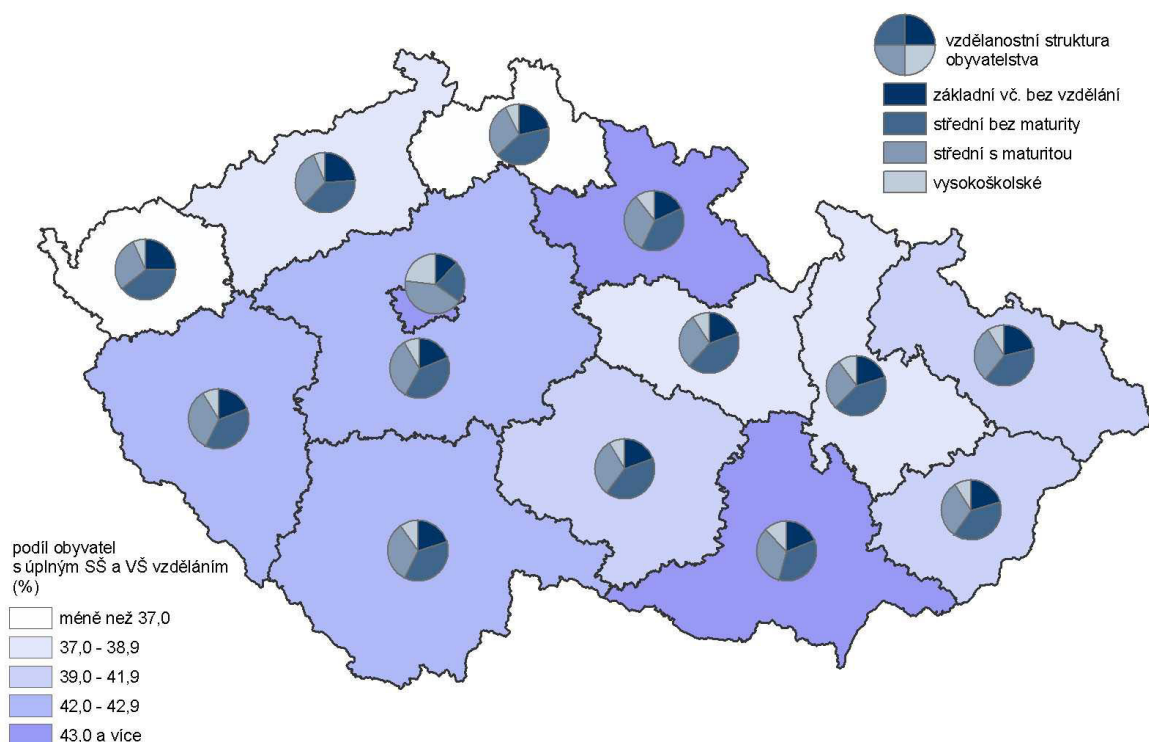 vzdělanostní struktura
obyvatelstva
základní vč. bez vzdělání
střední bez maturity
střední s maturitou
vysokoškolské
podíl obyvatel
s úplným SŠ a VŠ vzděláním
(%)
méně než 37,0
37,0 - 38,9
39,0 - 41,9
42,0 - 42,9
43,0 a více